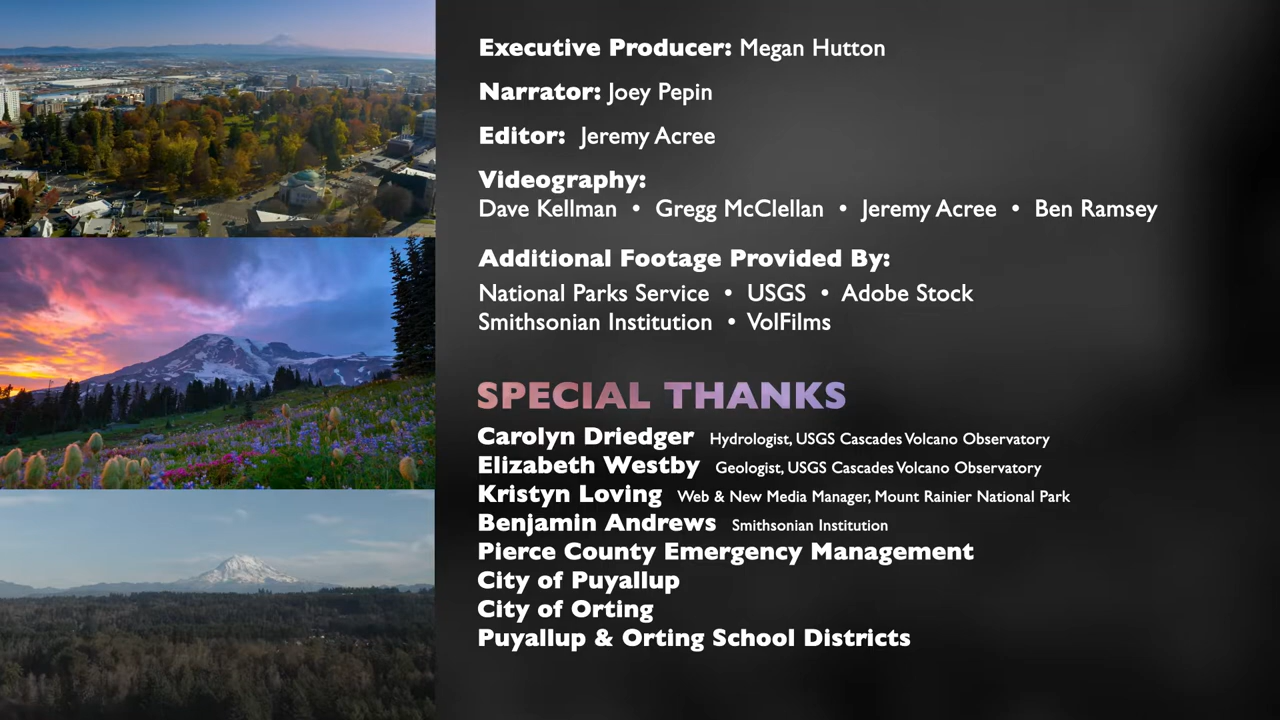 Executive Producer: Megan Hutton
Narrator: Joey Pepin
Editor: Jeremy Acree
Videography:
Dave Kellman • Gregg McClellan • Jeremy Acree • Ben Ramsey
Additional Footage Provided By:
National Parks Service • USGS • Adobe Stock
Smithsonian Institution • VolFilms
SPECIAL THANKS
Carolyn Driedger Hydrologist, USGS Cascades Volcano Observatory
Elizabeth Westby Geologist, USGS Cascades Volcano Observatory
Kristyn Loving Web & New Media Manager, Mount Rainier National Park
Benjamin Andrews Smithsonian Institution
Pierce County Emergency Management
City of Puyallup
City of Orting
Puyallup & Orting School Districts